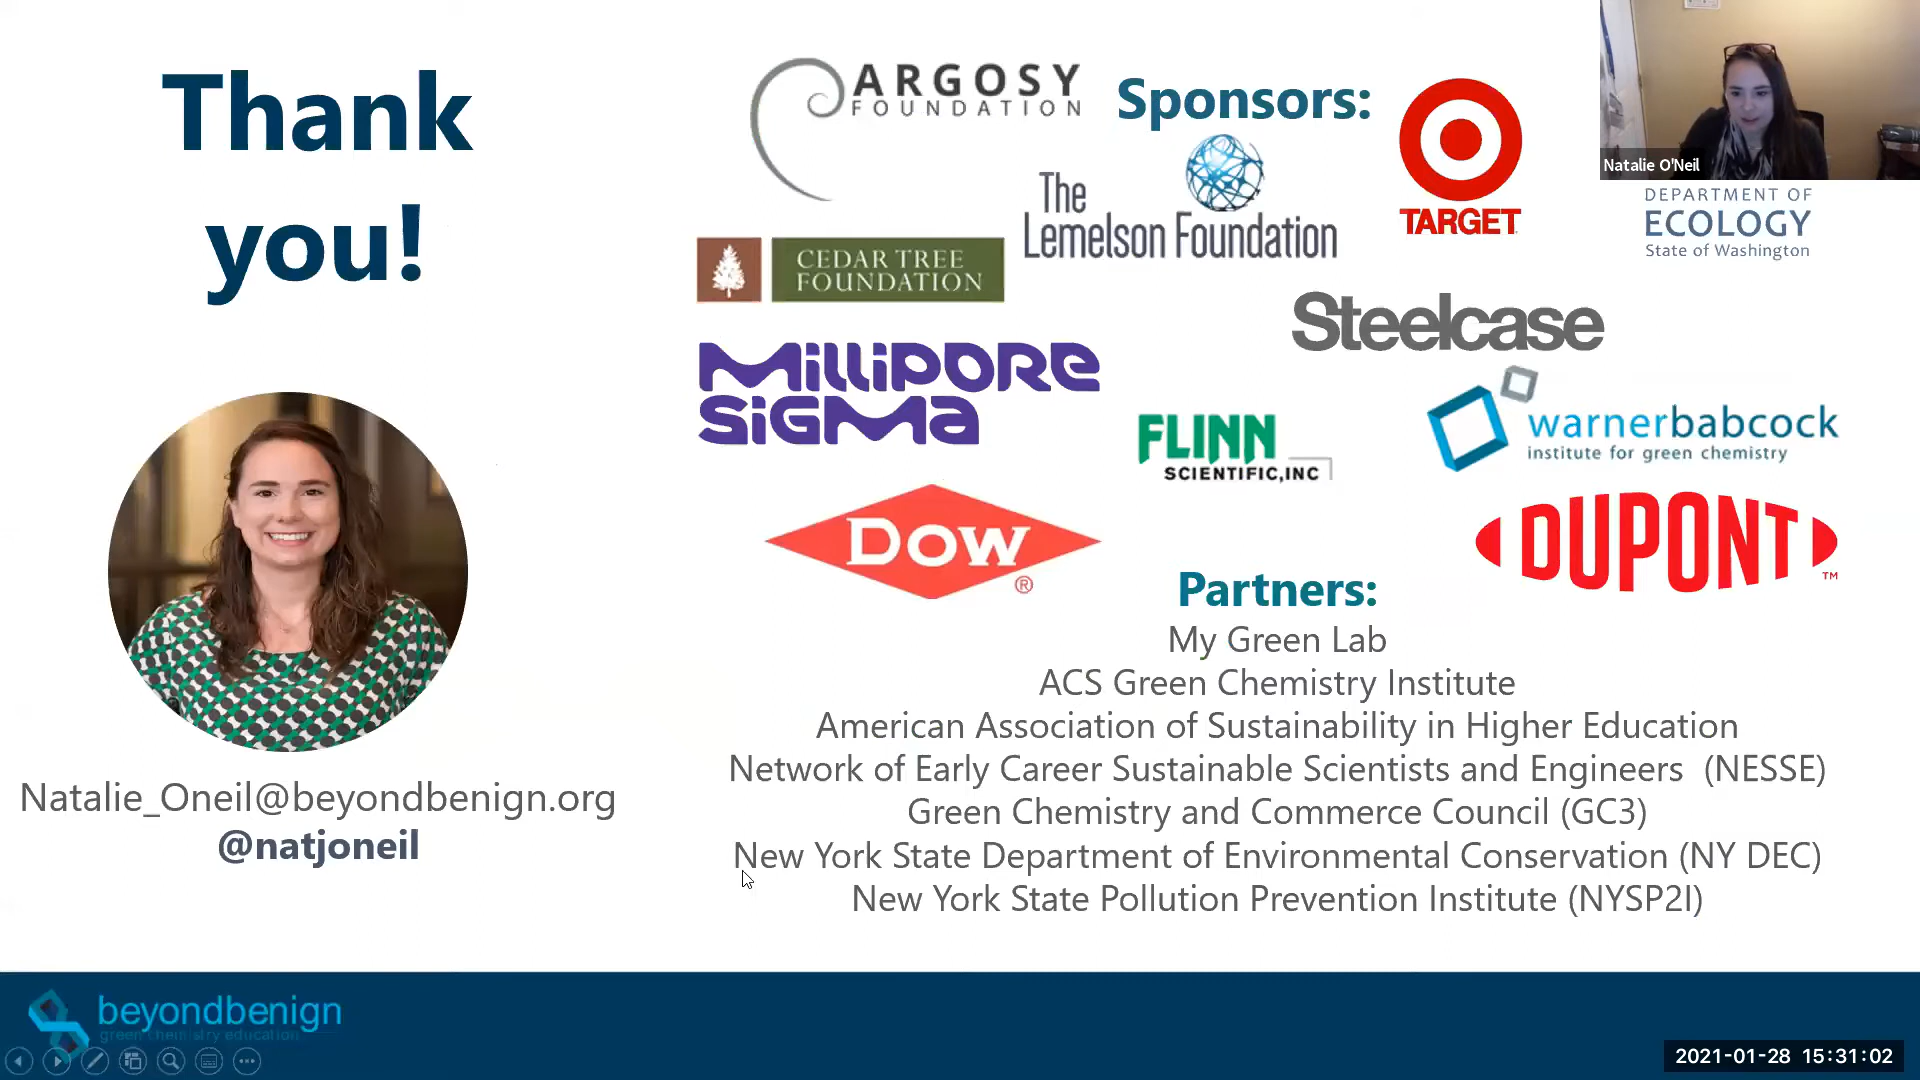 Thank
you!
Natalie_Oneil@beyondbenign.org
@natjoneil
ARGOSY
FOUNDATION
Sponsors:
The
Lemelson Foundation
TARGET
Natalie O'Neil
DEPARTMENT OF
ECOLOGY
State of Washington
CEDAR TREE
FOUNDATION
Steelcase
MilliPORE
SiGMa
FLINN
SCIENTIFIC,INC
warnerbabcock
institute for green chemistry
DOW
®
DUPONT
™
Partners:
My Green Lab
ACS Green Chemistry Institute
American Association of Sustainability in Higher Education
Network of Early Career Sustainable Scientists and Engineers (NESSE)
Green Chemistry and Commerce Council (GC3)
New York State Department of Environmental Conservation (NY DEC)
New York State Pollution Prevention Institute (NYSP2I)
beyondbenign
green chemistry education
2021-01-28 15:31:02